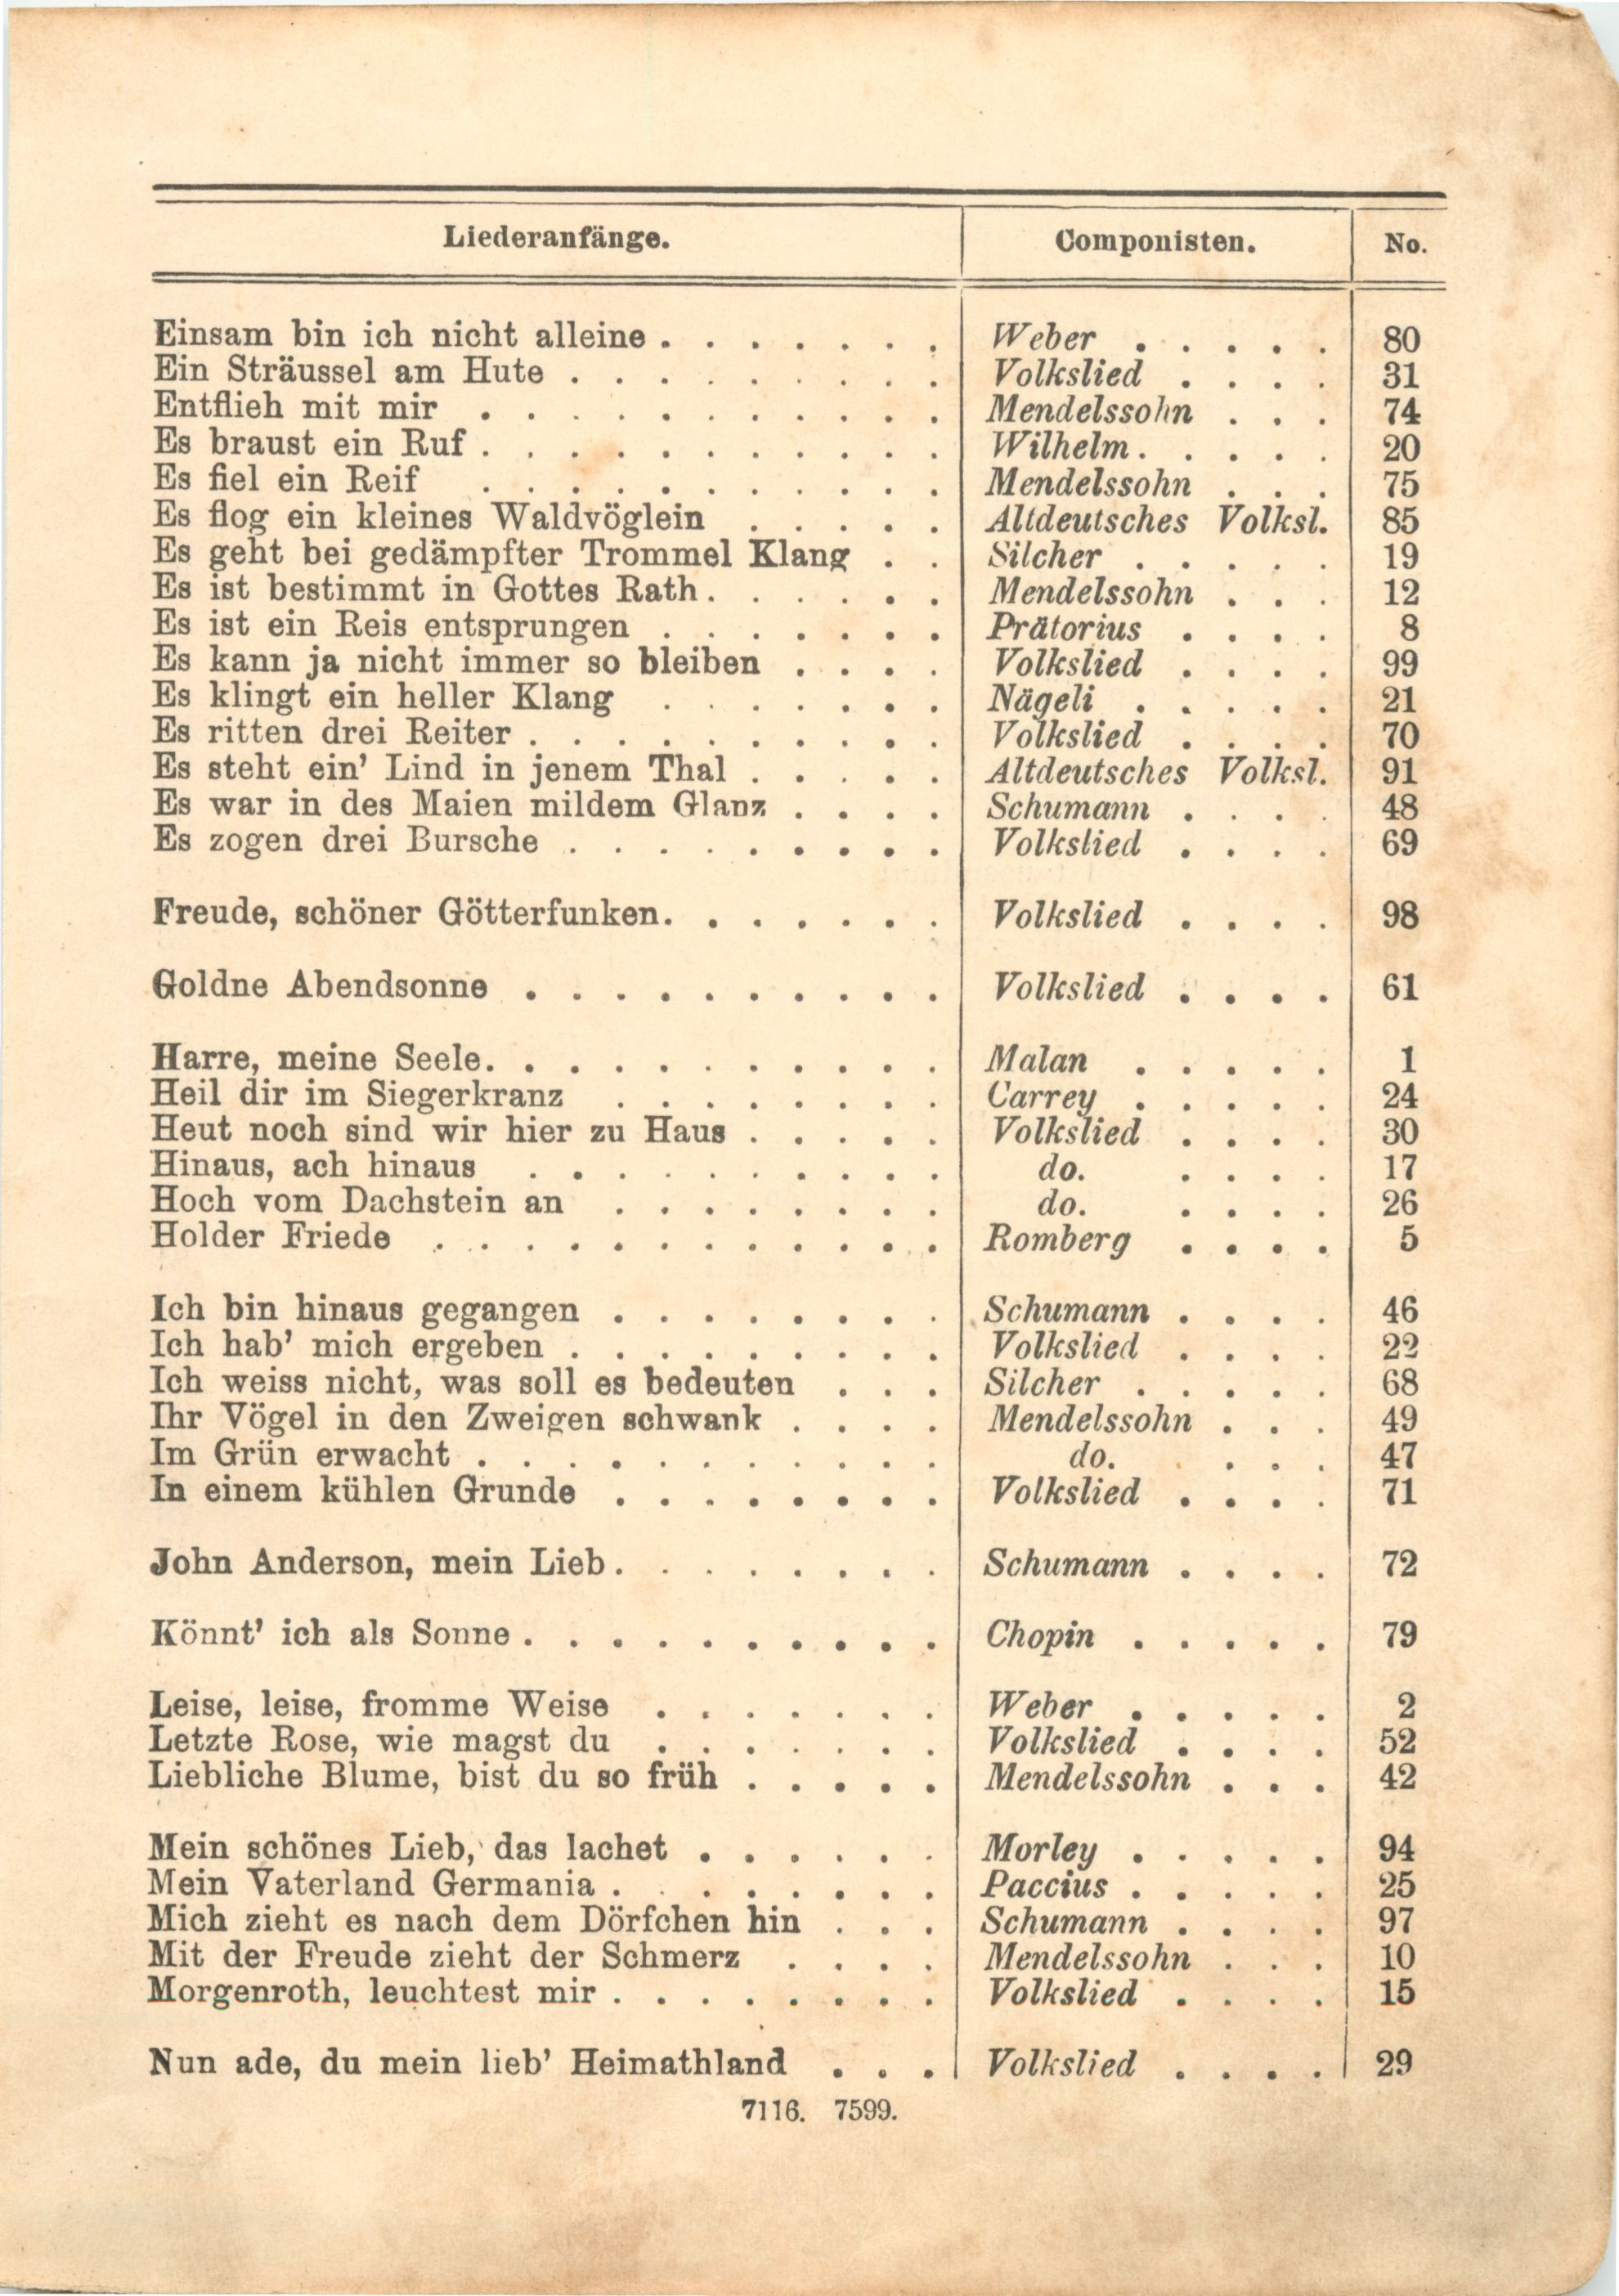 Liederanfänge. Componisten. No.
Einsam bin ich nicht alleine . . . . . . . Weber . . . . . 80
Ein Sträussel am Hute . . . . . . . . . Volkslied . . . . 31
Entflieh mit mir . . . . . . . . . . . Mendelssohn . . . 74
Es braust ein Ruf . . . . . . . . . . . Wilhelm . . . . . 20
Es fiel ein Reif . . . . . . . . . . . Mendelssohn . . . 75
Es flog ein kleines Waldvöglein . . . . . Altdeutsches Volksl. 85
Es geht bei gedämpfter Trommel Klang . . Silcher . . . . . 19
Es ist bestimmt in Gottes Rath . . . . . . Mendelssohn . . . 12
Es ist ein Reis entsprungen . . . . . . . Prätorius . . . . 8
Es kann ja nicht immer so bleiben . . . . Volkslied . . . . 99
Es klingt ein heller Klang . . . . . . . Nägeli . . . . . 21
Es ritten drei Reiter . . . . . . . . . . Volkslied . . . . 70
Es steht ein' Lind in jenem Thal . . . . . Altdeutsches Volksl. 91
Es war in des Maien mildem Glanz . . . . Schumann . . . . 48
Es zogen drei Bursche . . . . . . . . . Volkslied . . . . 69
Freude, schöner Götterfunken . . . . . . . Volkslied . . . . 98
Goldne Abendsonne . . . . . . . . . . Volkslied . . . . 61
Harre, meine Seele . . . . . . . . . . . Malan . . . . . 1
Heil dir im Siegerkranz . . . . . . . . Carrey . . . . . 24
Heut noch sind wir hier zu Haus . . . . . Volkslied . . . . 30
Hinaus, ach hinaus . . . . . . . . . . do. . . . . 17
Hoch vom Dachstein an . . . . . . . . do. . . . . 26
Holder Friede . . . . . . . . . . . . Romberg . . . . 5
Ich bin hinaus gegangen . . . . . . . . Schumann . . . . 46
Ich hab' mich ergeben . . . . . . . . . Volkslied . . . . 22
Ich weiss nicht, was soll es bedeuten . . . Silcher . . . . . 68
Ihr Vögel in den Zweigen schwank . . . . Mendelssohn . . . 49
Im Grün erwacht . . . . . . . . . . . do. . . . 47
In einem kühlen Grunde . . . . . . . . Volkslied . . . . 71
John Anderson, mein Lieb . . . . . . . . Schumann . . . . 72
Könnt' ich als Sonne . . . . . . . . . . Chopin . . . . . 79
Leise, leise, fromme Weise . . . . . . . Weber . . . . . 2
Letzte Rose, wie magst du . . . . . . . Volkslied . . . . 52
Liebliche Blume, bist du so früh . . . . . Mendelssohn . . . 42
Mein schönes Lieb, das lachet . . . . . . Morley . . . . . 94
Mein Vaterland Germania . . . . . . . . Paccius . . . . . 25
Mich zieht es nach dem Dörfchen hin . . . Schumann . . . . 97
Mit der Freude zieht der Schmerz . . . . Mendelssohn . . . 10
Morgenroth, leuchtest mir . . . . . . . . Volkslied . . . . 15
Nun ade, du mein lieb' Heimathland . . . Volkslied . . . . 29
7116. 7599.